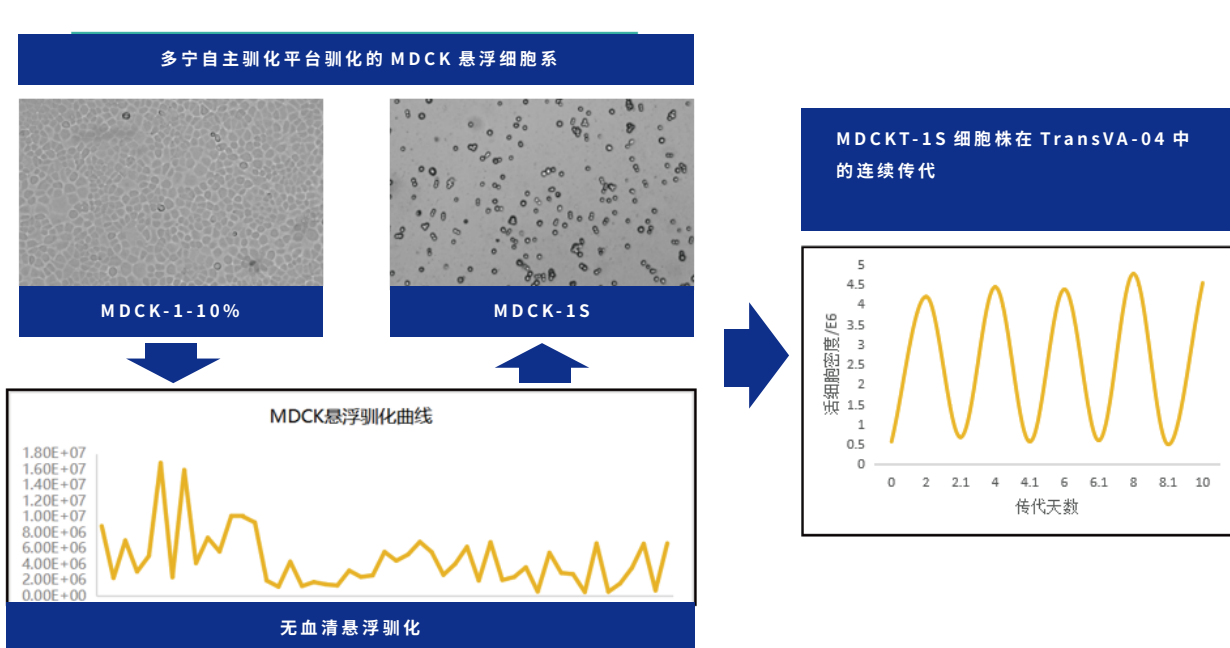 多宁自主驯化平台驯化的 MDCK 悬浮细胞系
MDCK-1-10%
MDCK-1S
MDCK悬浮驯化曲线
1.80E+07
1.60E+07
1.40E+07
1.20E+07
1.00E+07
8.00E+06
6.00E+06
4.00E+06
2.00E+06
0.00E+00
无血清悬浮驯化
MDCKT-1S 细胞株在 TransVA-04 中
的连续传代
活细胞密度/E6
5
4.5
4
3.5
3
2.5
2
1.5
1
0.5
0
0 2 2.1 4 4.1 6 6.1 8 8.1 10
传代天数